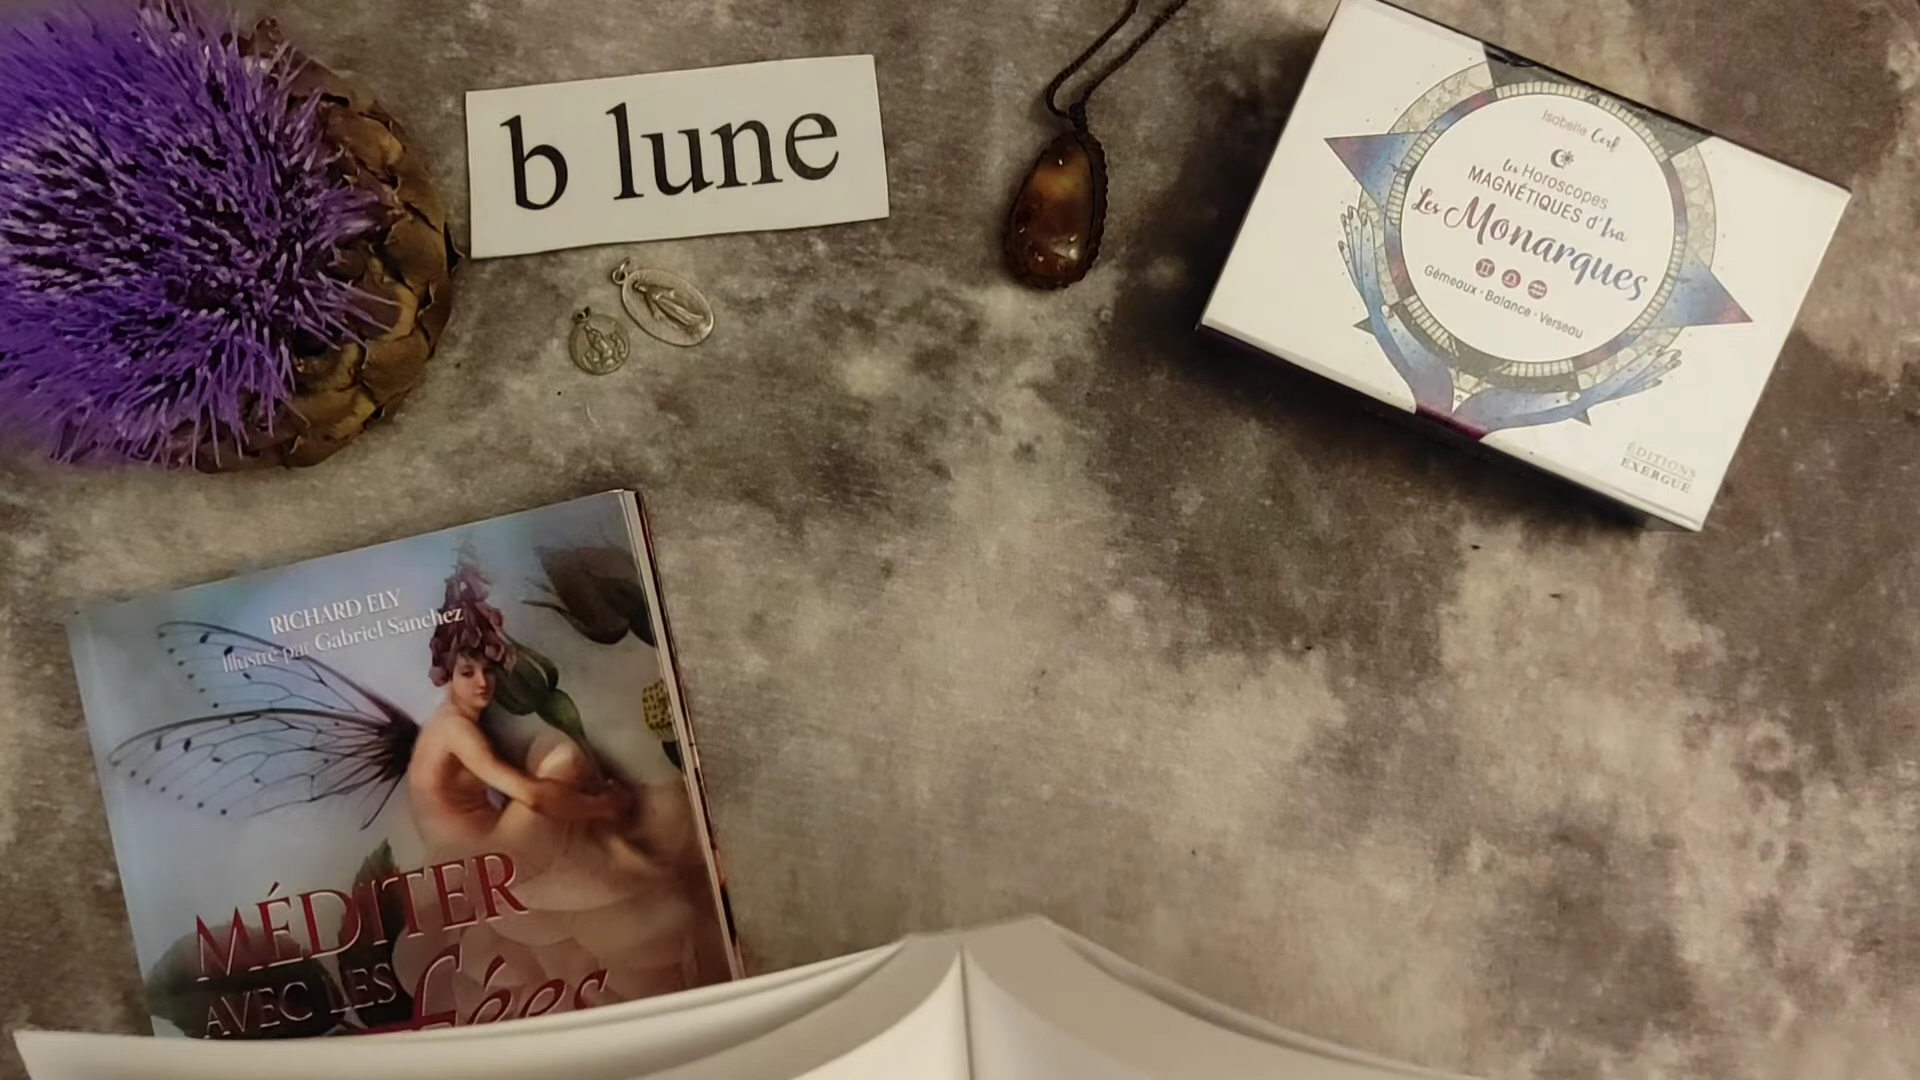 b lune
Isabelle Cerf
les Horoscopes
MAGNÉTIQUES d'Isa
Les Monarques
Gémeaux · Balance · Verseau
ÉDITIONS
EXERGUE
RICHARD ELY
Illustré par Gabriel Sanchez
MÉDITER
AVEC LES Fées